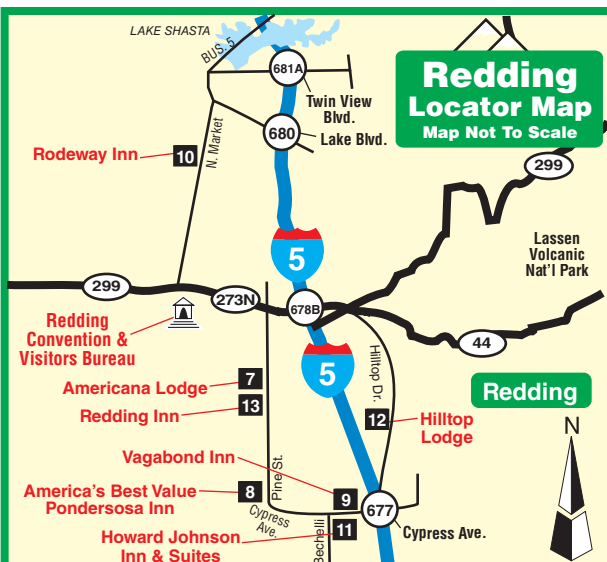 LAKE SHASTA
BUS. 5
681A
Twin View
Blvd.
Redding
Locator Map
Map Not To Scale
680
Lake Blvd.
N. Market
Rodeway Inn
10
299
5
Lassen
Volcanic
Nat'l Park
299
273N
678B
Redding
Convention &
Visitors Bureau
44
5
Hilltop Dr.
Americana Lodge
7
Redding Inn
13
Redding
12
Hilltop
Lodge
N
Vagabond Inn
Pine St.
America's Best Value
Pondersosa Inn
8
9
677
Cypress
Ave.
Cypress Ave.
Howard Johnson
Inn & Suites
11
Bechelli